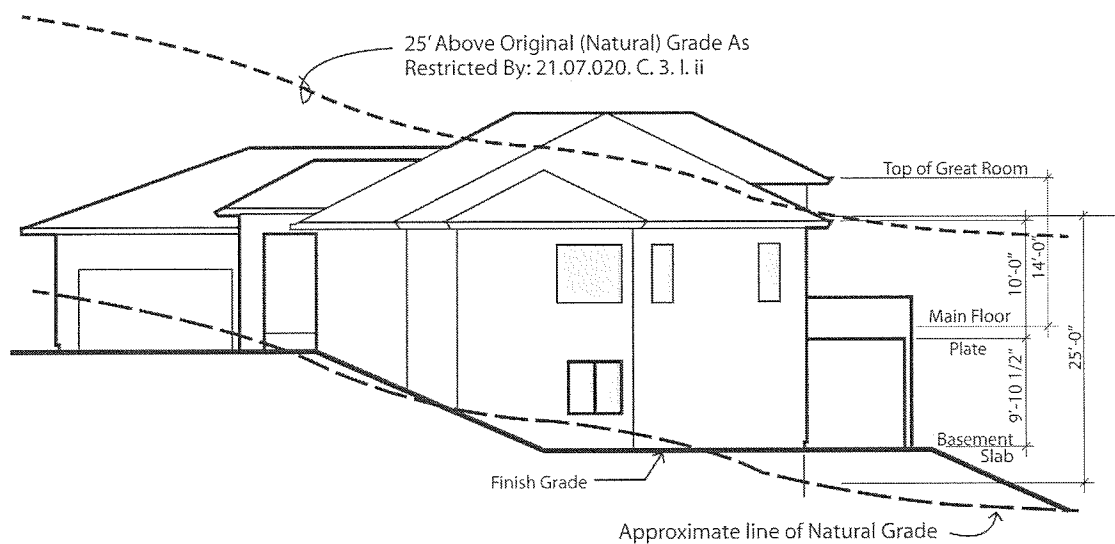 25' Above Original (Natural) Grade As
Restricted By: 21.07.020. C. 3. I. ii
Top of Great Room
10'-0"
14'-0"
Main Floor
Plate
25'-0"
9'-10 1/2"
Basement
Slab
Finish Grade
Approximate line of Natural Grade